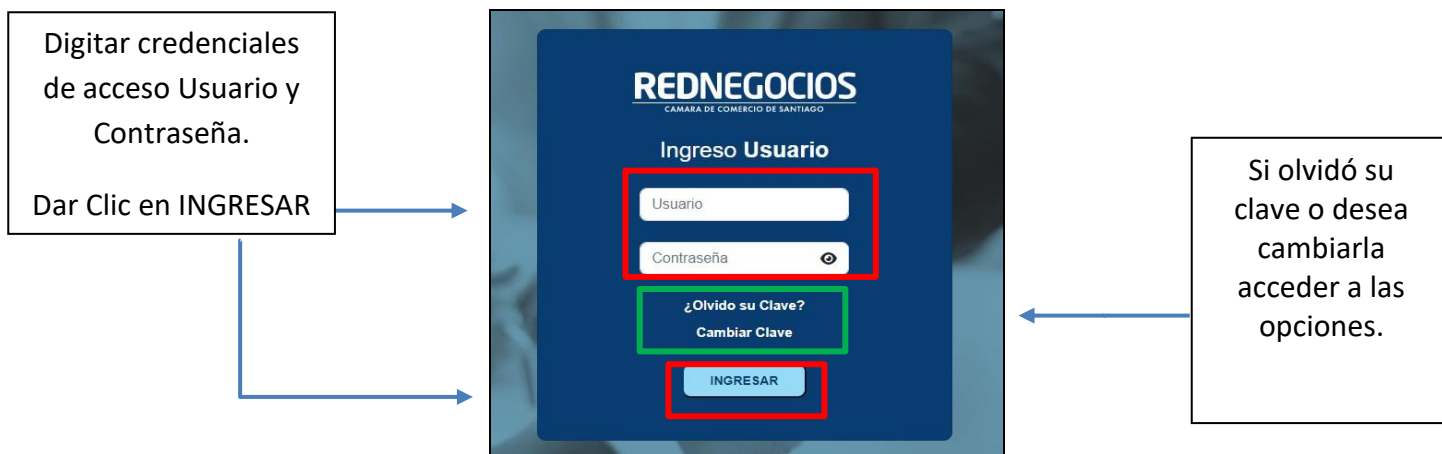 Digitar credenciales
de acceso Usuario y
Contraseña.
Dar Clic en INGRESAR
REDNEGOCIOS
CAMARA DE COMERCIO DE SANTIAGO
Ingreso Usuario
Usuario
Contraseña
¿Olvido su Clave?
Cambiar Clave
INGRESAR
Si olvidó su
clave o desea
cambiarla
acceder a las
opciones.